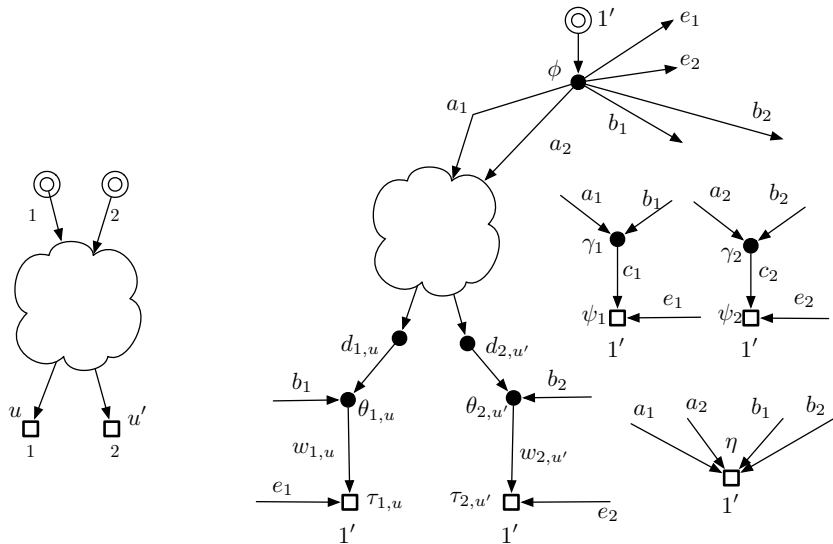 1′
e₁
ϕ
e₂
a₁
b₁
b₂
a₂
1
2
a₁
b₁
a₂
b₂
γ₁
γ₂
c₁
c₂
ψ₁
e₁
ψ₂
e₂
1′
1′
d₁,ᵤ
d₂,ᵤ′
u
u′
b₁
θ₁,ᵤ
θ₂,ᵤ′
b₂
a₁
a₂
b₁
b₂
1
2
w₁,ᵤ
w₂,ᵤ′
η
e₁
τ₁,ᵤ
τ₂,ᵤ′
e₂
1′
1′
1′